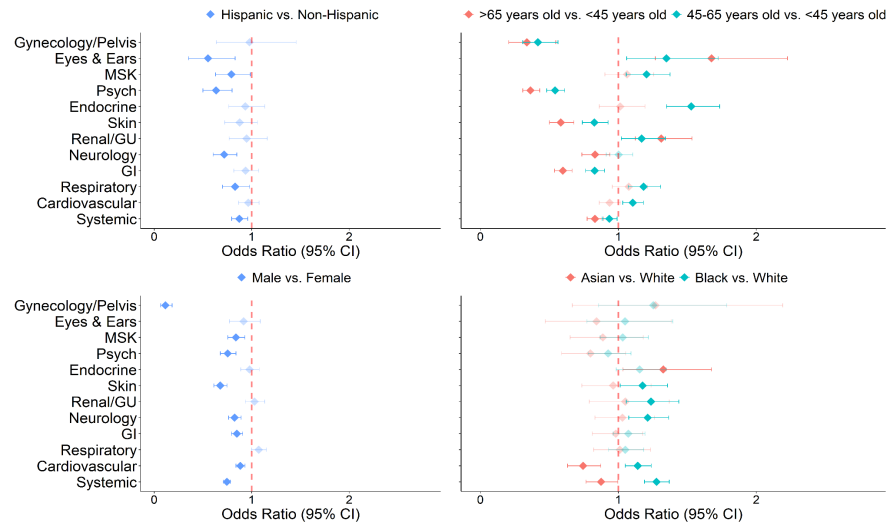 Hispanic vs. Non-Hispanic
>65 years old vs. <45 years old 45-65 years old vs. <45 years old
Gynecology/Pelvis
Eyes & Ears
MSK
Psych
Endocrine
Skin
Renal/GU
Neurology
GI
Respiratory
Cardiovascular
Systemic
0 1 2
Odds Ratio (95% CI)
0 1 2
Odds Ratio (95% CI)
Male vs. Female
Asian vs. White Black vs. White
Gynecology/Pelvis
Eyes & Ears
MSK
Psych
Endocrine
Skin
Renal/GU
Neurology
GI
Respiratory
Cardiovascular
Systemic
0 1 2
Odds Ratio (95% CI)
0 1 2
Odds Ratio (95% CI)